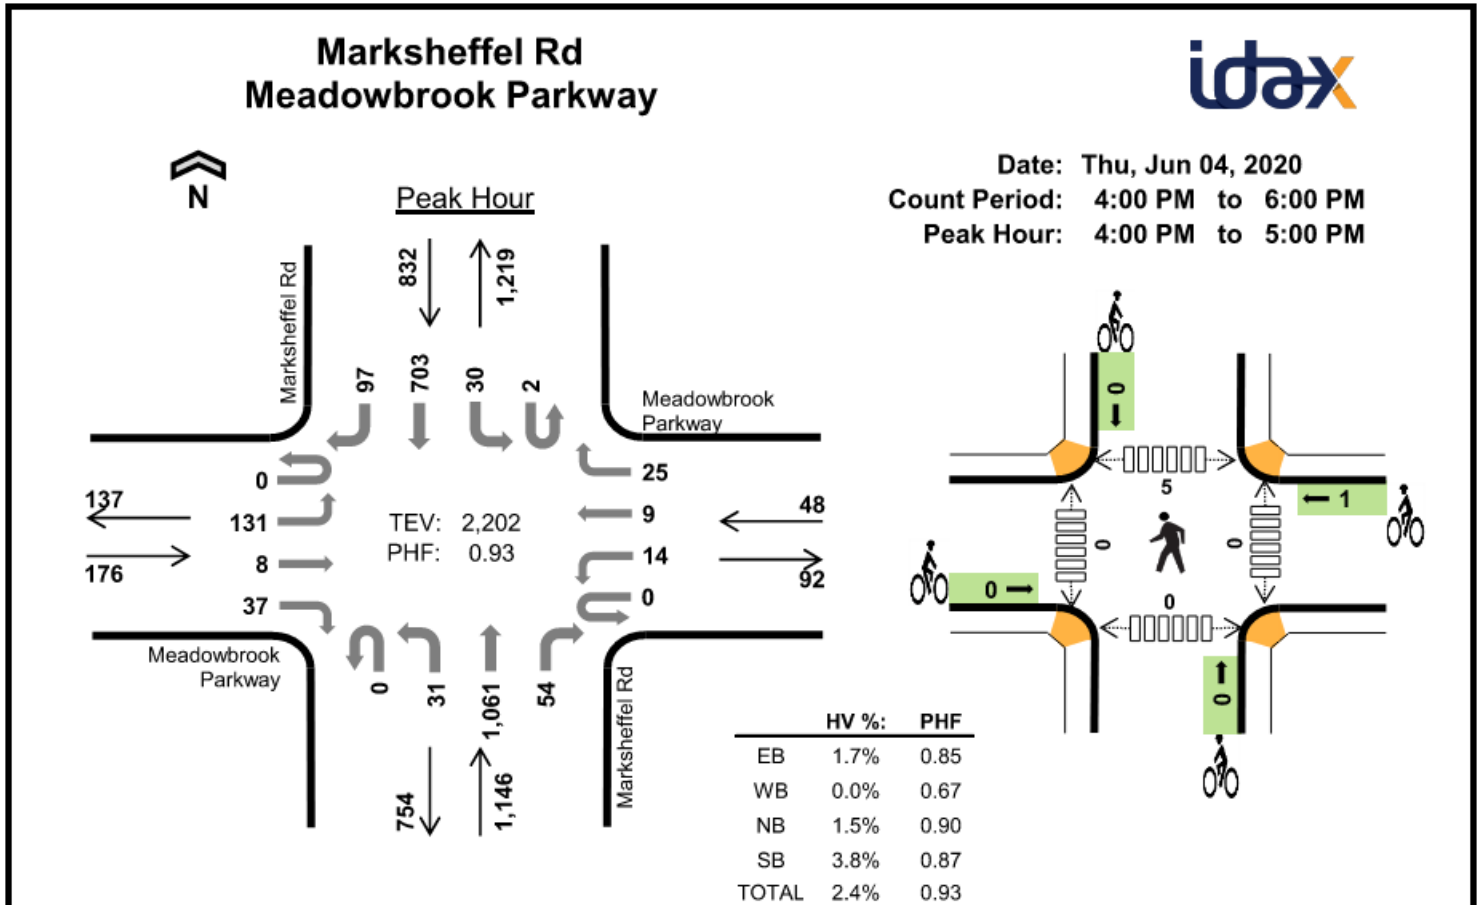 Marksheffel Rd
Meadowbrook Parkway
idax
Date: Thu, Jun 04, 2020
Count Period: 4:00 PM to 6:00 PM
Peak Hour: 4:00 PM to 5:00 PM
N
Peak Hour
832
1,219
Marksheffel Rd
97
703
30
2
Meadowbrook
Parkway
0
131
8
37
137
176
TEV: 2,202
PHF: 0.93
25
9
14
0
48
92
Meadowbrook
Parkway
0
31
1,061
54
Marksheffel Rd
754
1,146
HV %: PHF
EB 1.7% 0.85
WB 0.0% 0.67
NB 1.5% 0.90
SB 3.8% 0.87
TOTAL 2.4% 0.93
0
5
1
0
0
0
0
0